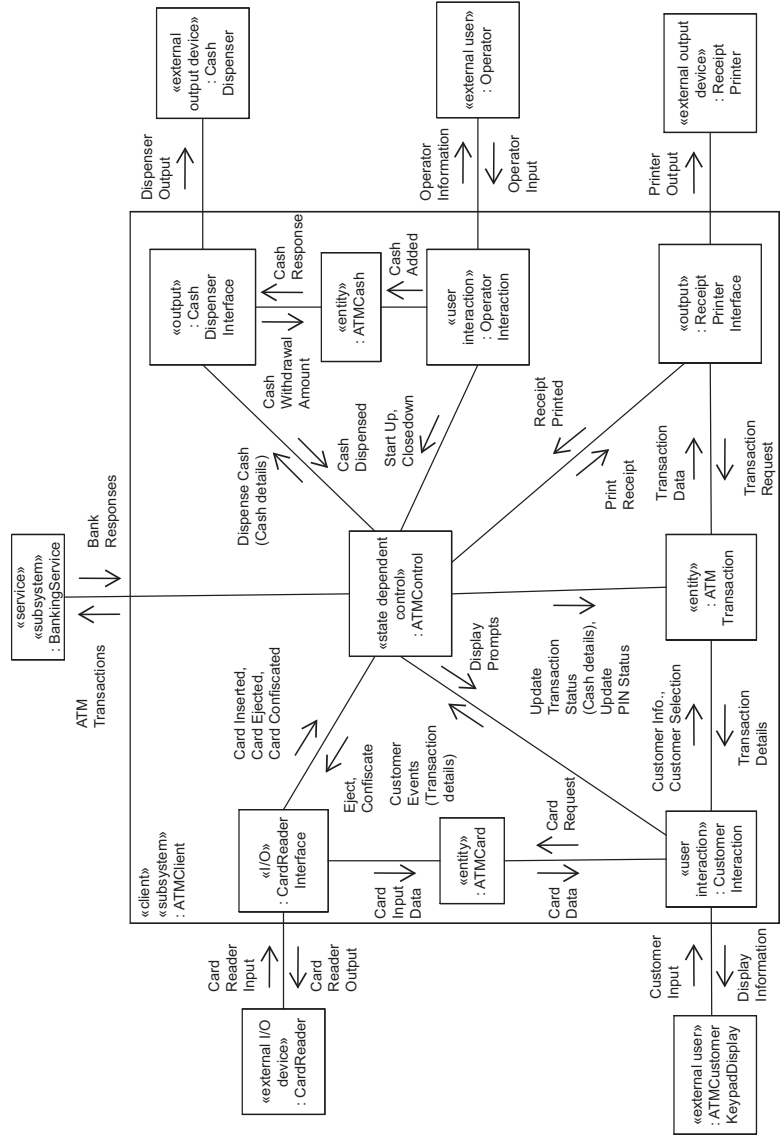 «external
output device»
: Cash
Dispenser
«external user»
: Operator
«external output
device»
: Receipt
Printer
Dispenser
Output
Operator
Information
Operator
Input
Printer
Output
«output»
: Cash
Dispenser
Interface
Cash
Response
Cash
Withdrawal
Amount
«entity»
: ATMCash
Cash
Added
«user
interaction»
: Operator
Interaction
«output»
: Receipt
Printer
Interface
Dispense Cash
(Cash details)
Cash
Dispensed
Start Up,
Closedown
Receipt
Printed
Print
Receipt
Transaction
Data
Transaction
Request
«service»
«subsystem»
: BankingService
ATM
Transactions
Bank
Responses
«state dependent
control»
: ATMControl
«entity»
: ATM
Transaction
Card Inserted,
Card Ejected,
Card Confiscated
Eject,
Confiscate
Customer
Events
(Transaction
details)
Display
Prompts
Update
Transaction
Status
(Cash details),
Update
PIN Status
Customer Info.,
Customer Selection
Transaction
Details
«client»
«subsystem»
: ATMClient
«I/O»
: CardReader
Interface
Card
Input
Data
«entity»
: ATMCard
Card
Request
Card
Data
«user
interaction»
: Customer
Interaction
Card
Reader
Input
Card
Reader
Output
Customer
Input
Display
Information
«external I/O
device»
: CardReader
«external user»
: ATMCustomer
KeypadDisplay